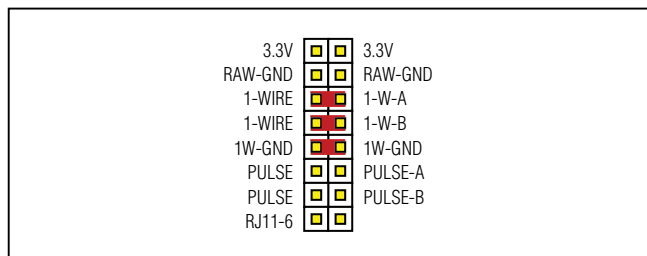 3.3V 3.3V
RAW-GND RAW-GND
1-WIRE 1-W-A
1-WIRE 1-W-B
1W-GND 1W-GND
PULSE PULSE-A
PULSE PULSE-B
RJ11-6